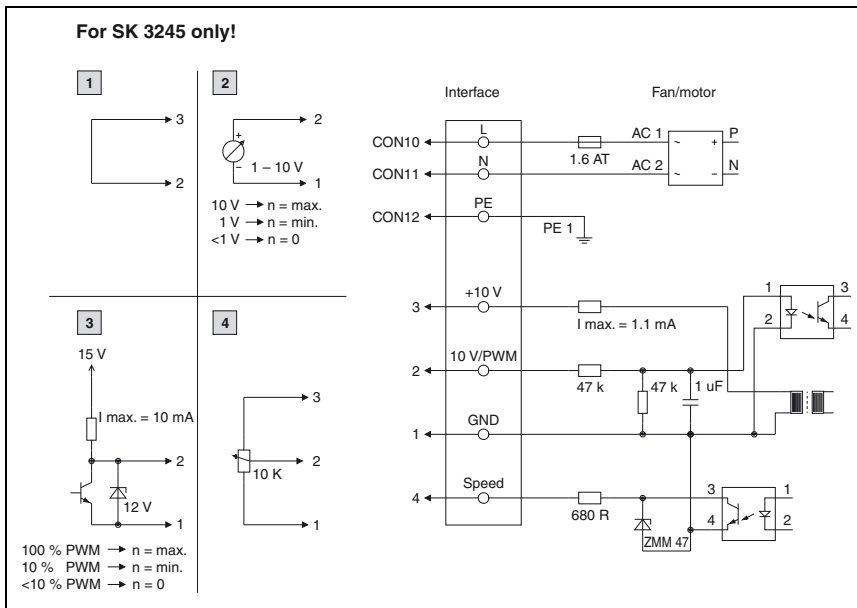 For SK 3245 only!
1
3
2
2
+
–
1 – 10 V
2
1
10 V → n = max.
1 V → n = min.
<1 V → n = 0
3
15 V
I max. = 10 mA
2
12 V
1
100 % PWM → n = max.
10 % PWM → n = min.
<10 % PWM → n = 0
4
3
10 K
2
1
Interface
Fan/motor
CON10
L
1.6 AT
AC 1
~
+
P
CON11
N
AC 2
~
–
N
CON12
PE
PE 1
3
+10 V
I max. = 1.1 mA
1
3
2
4
2
10 V/PWM
47 k
47 k
1 uF
1
GND
4
Speed
680 R
ZMM 47
3
1
4
2